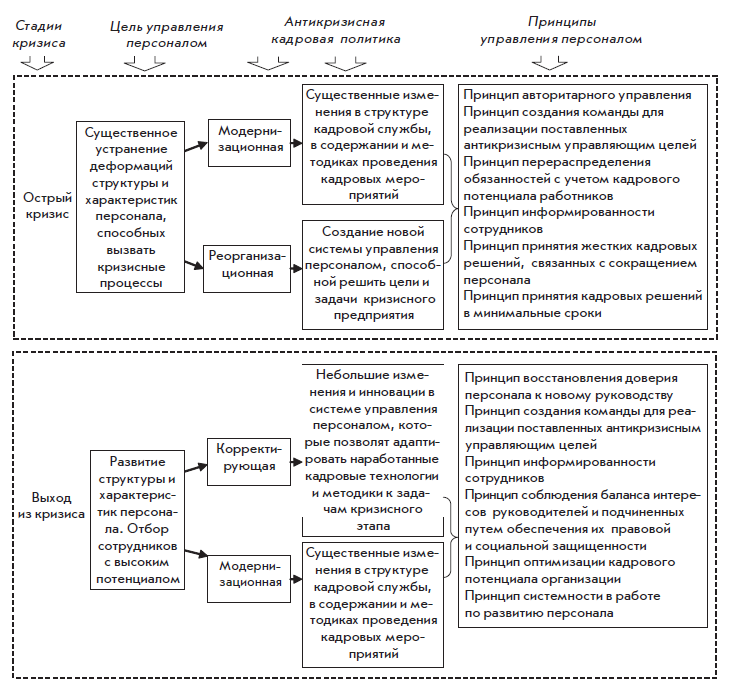 Стадии
кризиса
Цель управления
персоналом
Антикризисная
кадровая политика
Принципы
управления персоналом
Острый
кризис
Существенное
устранение
деформаций
структуры и
характеристик
персонала,
способных
вызвать
кризисные
процессы
Модерни-
зационная
Реорганиза-
ционная
Существенные изме-
нения в структуре
кадровой службы,
в содержании и ме-
тодиках проведения
кадровых меро-
приятий
Создание новой
системы управления
персоналом, способ-
ной решить цели и
задачи кризисного
предприятия
Принцип авторитарного управления
Принцип создания команды для
реализации поставленных
антикризисным управляющим целей
Принцип перераспределения
обязанностей с учетом кадрового
потенциала работников
Принцип информированности
сотрудников
Принцип принятия жестких кадровых
решений, связанных с сокращением
персонала
Принцип принятия кадровых решений
в минимальные сроки
Выход
из кризиса
Развитие
структуры и
характерис-
тик персона-
ла. Отбор
сотрудников
с высоким
потенциалом
Корректи-
рующая
Модерни-
зационная
Небольшие изме-
нения и инновации в
системе управления
персоналом, кото-
рые позволят адапти-
ровать наработанные
кадровые технологии
и методики к зада-
чам кризисного
этапа
Существенные изме-
нения в структуре
кадровой службы,
в содержании и ме-
тодиках проведения
кадровых меро-
приятий
Принцип восстановления доверия
персонала к новому руководству
Принцип создания команды для реа-
лизации поставленных антикризисным
управляющим целей
Принцип информированности
сотрудников
Принцип соблюдения баланса интере-
сов руководителей и подчиненных
путем обеспечения их правовой
и социальной защищенности
Принцип оптимизации кадрового
потенциала организации
Принцип системности в работе
по развитию персонала